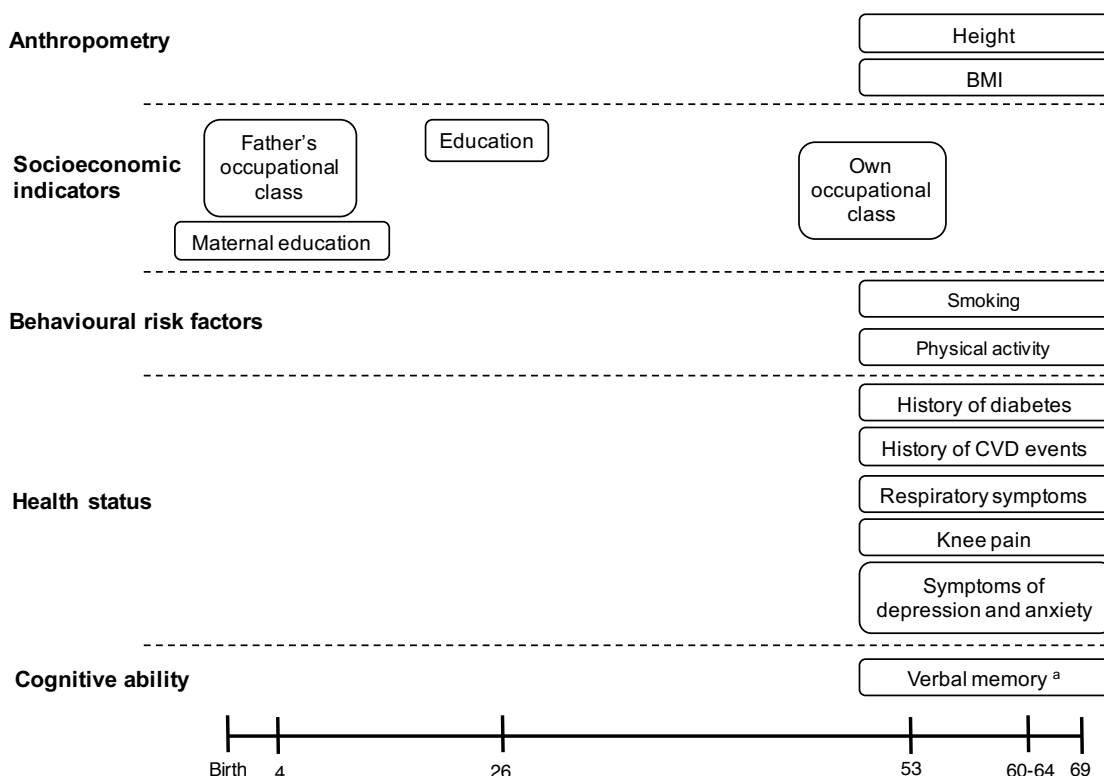 Anthropometry
Height
BMI
Socioeconomic
indicators
Father’s
occupational
class
Maternal education
Education
Own
occupational
class
Behavioural risk factors
Smoking
Physical activity
Health status
History of diabetes
History of CVD events
Respiratory symptoms
Knee pain
Symptoms of
depression and anxiety
Cognitive ability
Verbal memory a
Birth 4 26 53 60-64 69